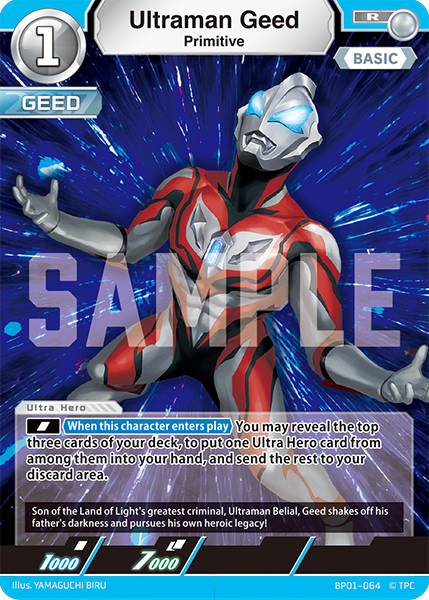 1
Ultraman Geed
Primitive
R
BASIC
GEED
SAMPLE
Ultra Hero
When this character enters play You may reveal the top
three cards of your deck, to put one Ultra Hero card from
among them into your hand, and send the rest to your
discard area.
Son of the Land of Light's greatest criminal, Ultraman Belial, Geed shakes off his
father's darkness and pursues his own heroic legacy!
1000 7000
Illus. YAMAGUCHI BIRU BP01-064 © TPC